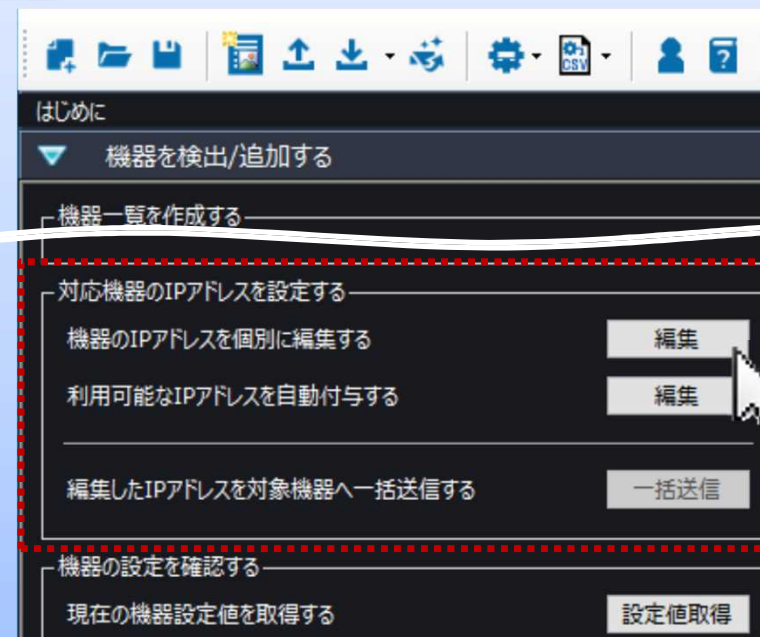 CSV
?
はじめに
機器を検出/追加する
機器一覧を作成する
対応機器のIPアドレスを設定する
機器のIPアドレスを個別に編集する 編集
利用可能なIPアドレスを自動付与する 編集
編集したIPアドレスを対象機器へ一括送信する 一括送信
機器の設定を確認する
現在の機器設定値を取得する 設定値取得